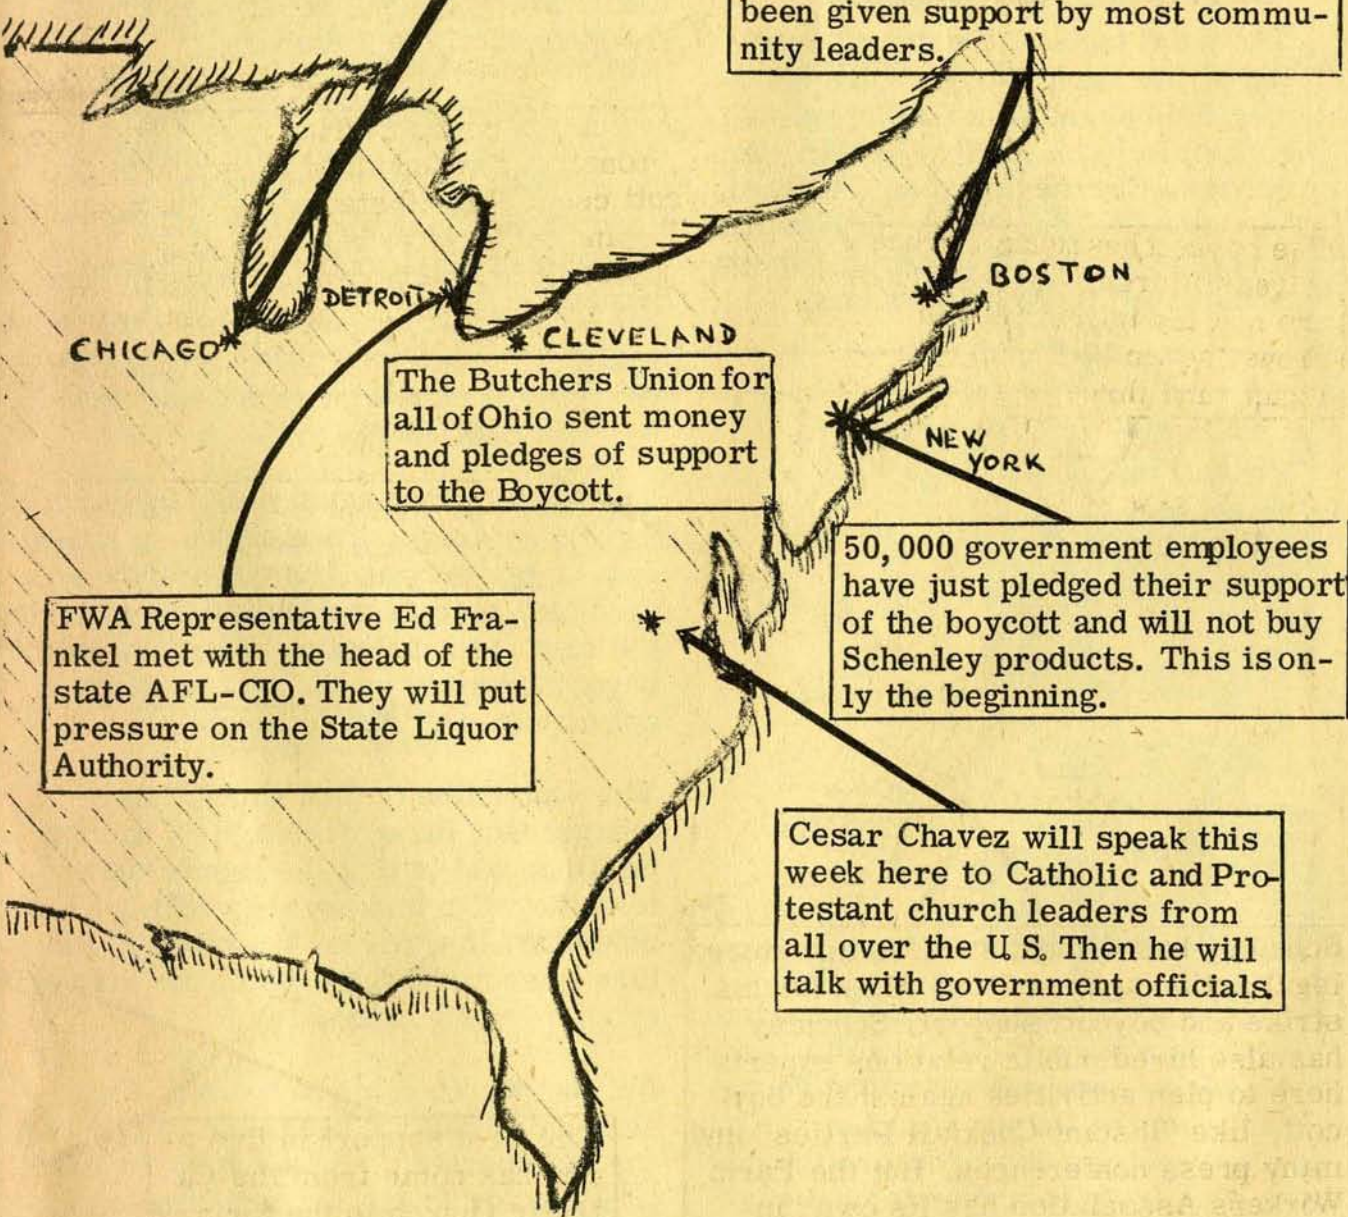 been given support by most commu-
nity leaders.
BOSTON
DETROIT
CHICAGO
CLEVELAND
The Butchers Union for
all of Ohio sent money
and pledges of support
to the Boycott.
NEW
YORK
50,000 government employees
have just pledged their support
of the boycott and will not buy
Schenley products. This is on-
ly the beginning.
FWA Representative Ed Fra-
nkel met with the head of the
state AFL-CIO. They will put
pressure on the State Liquor
Authority.
Cesar Chavez will speak this
week here to Catholic and Pro-
testant church leaders from
all over the U.S. Then he will
talk with government officials.